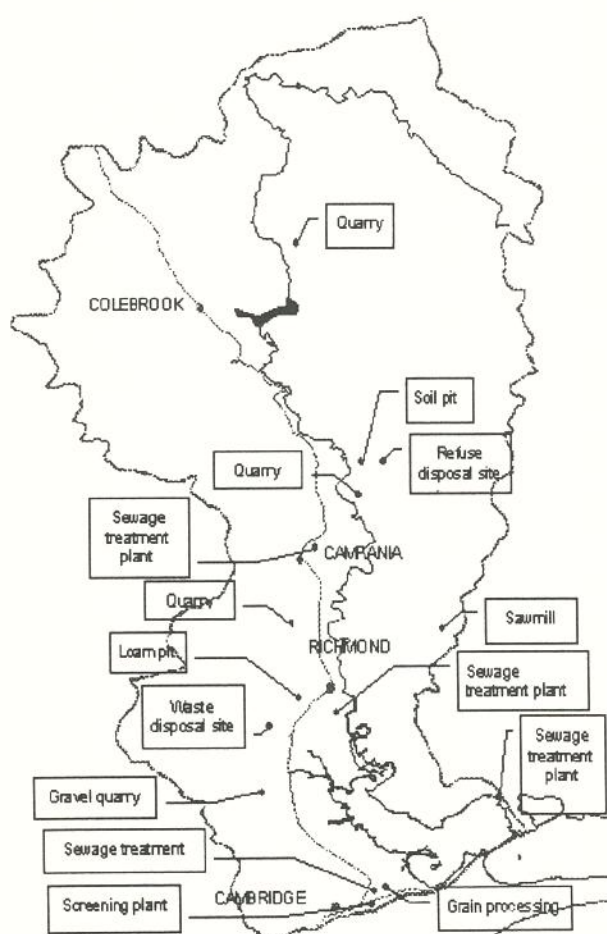 Quarry
COLEBROOK
Soil pit
Quarry
Refuse
disposal site
Sewage
treatment
plant
CAMPANIA
Quarry
Sawmill
RICHMOND
Loam pit
Sewage
treatment plant
Waste
disposal site
Sewage
treatment
plant
Gravel quarry
Sewage treatment
CAMBRIDGE
Screening plant
Grain processing